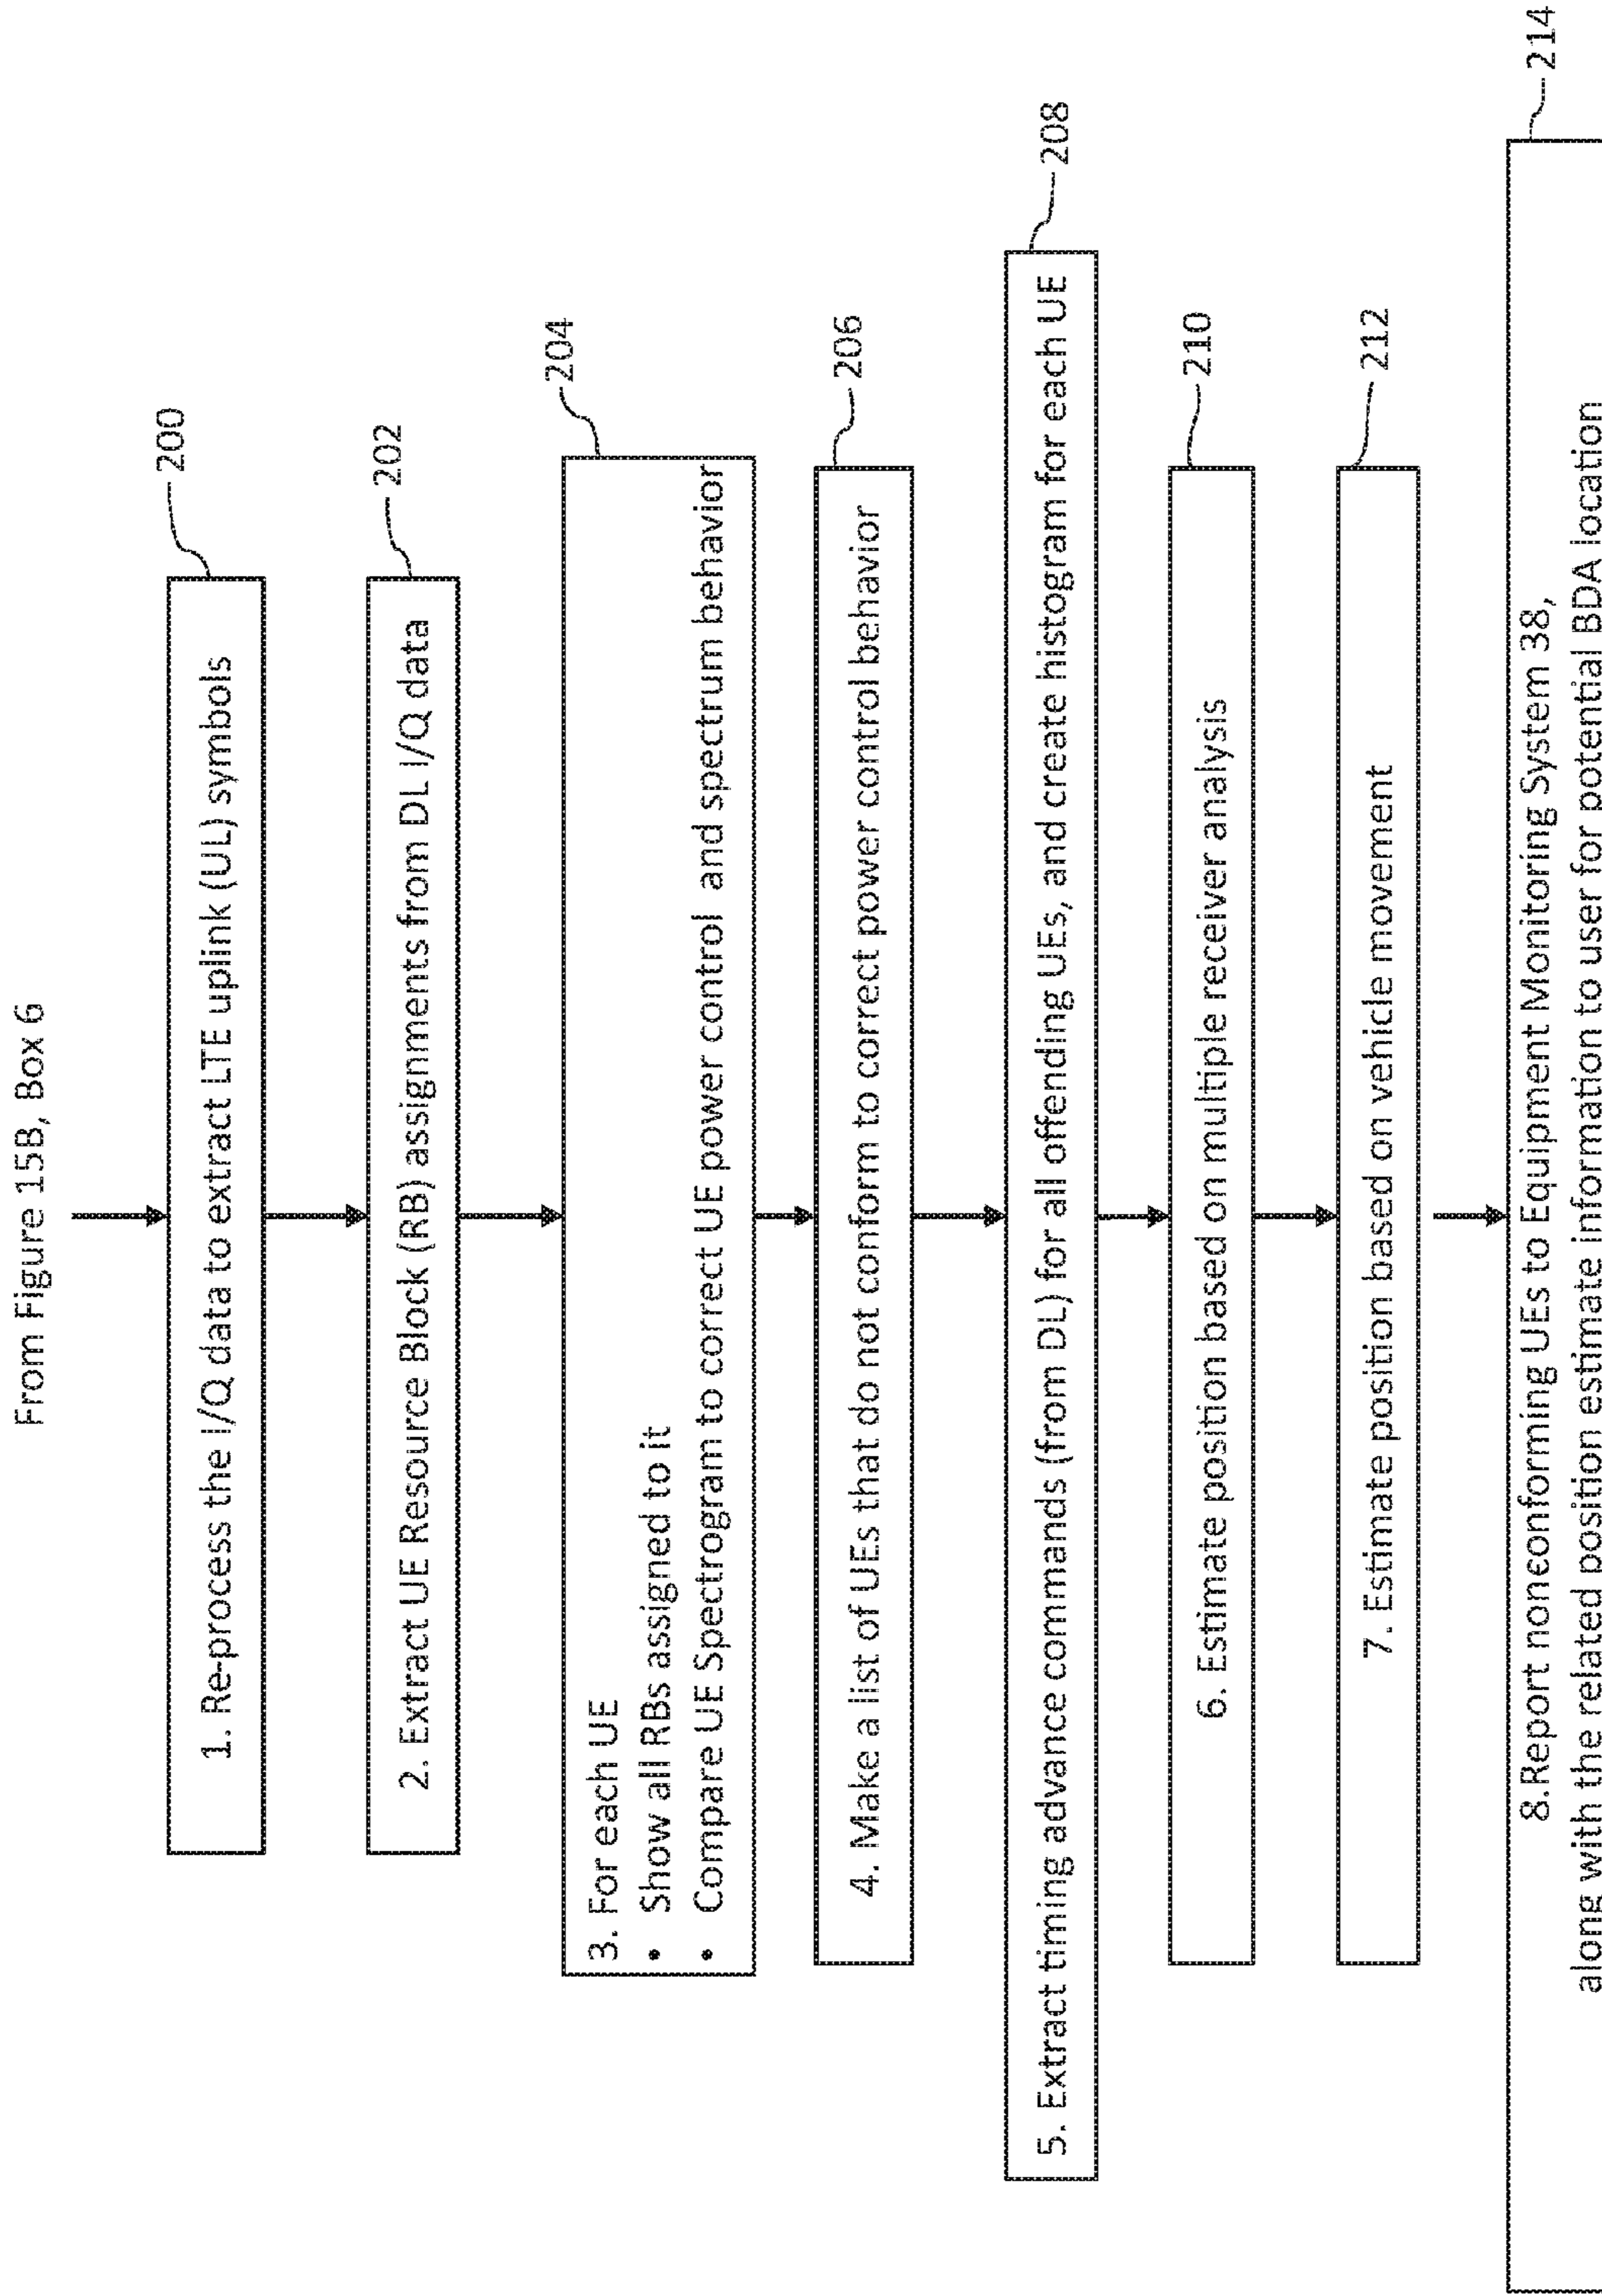 From Figure 15B, Box 6
200
1. Re-process the I/Q data to extract LTE uplink (UL) symbols
202
2. Extract UE Resource Block (RB) assignments from DL I/Q data
204
3. For each UE
• Show all RBs assigned to it
• Compare UE Spectrogram to correct UE power control and spectrum behavior
206
4. Make a list of UEs that do not conform to correct power control behavior
208
5. Extract timing advance commands (from DL) for all offending UEs, and create histogram for each UE
210
6. Estimate position based on multiple receiver analysis
212
7. Estimate position based on vehicle movement
214
8.Report noneonforming UEs to Equipment Monitoring System 38,
along with the related position estimate information to user for potential BDA location